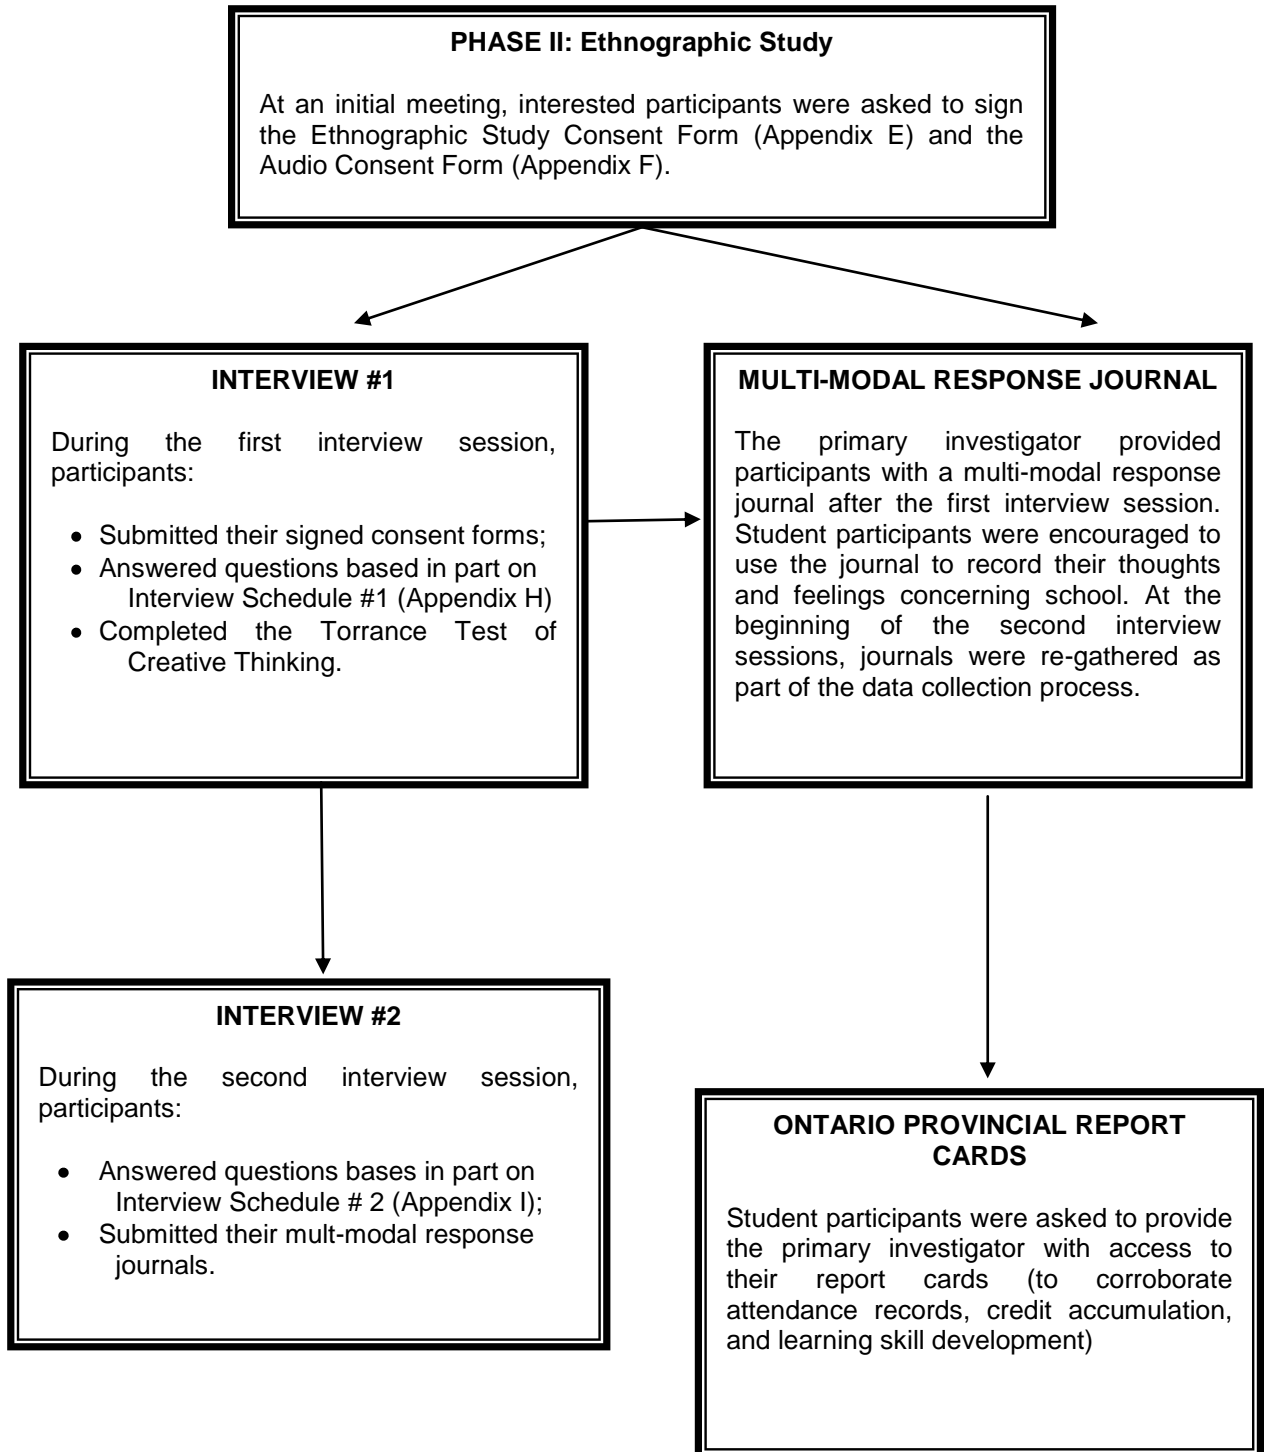 PHASE II: Ethnographic Study
At an initial meeting, interested participants were asked to sign
the Ethnographic Study Consent Form (Appendix E) and the
Audio Consent Form (Appendix F).
INTERVIEW #1
During the first interview session,
participants:
• Submitted their signed consent forms;
• Answered questions based in part on
Interview Schedule #1 (Appendix H)
• Completed the Torrance Test of
Creative Thinking.
MULTI-MODAL RESPONSE JOURNAL
The primary investigator provided
participants with a multi-modal response
journal after the first interview session.
Student participants were encouraged to
use the journal to record their thoughts
and feelings concerning school. At the
beginning of the second interview
sessions, journals were re-gathered as
part of the data collection process.
INTERVIEW #2
During the second interview session,
participants:
• Answered questions bases in part on
Interview Schedule # 2 (Appendix I);
• Submitted their mult-modal response
journals.
ONTARIO PROVINCIAL REPORT
CARDS
Student participants were asked to provide
the primary investigator with access to
their report cards (to corroborate
attendance records, credit accumulation,
and learning skill development)